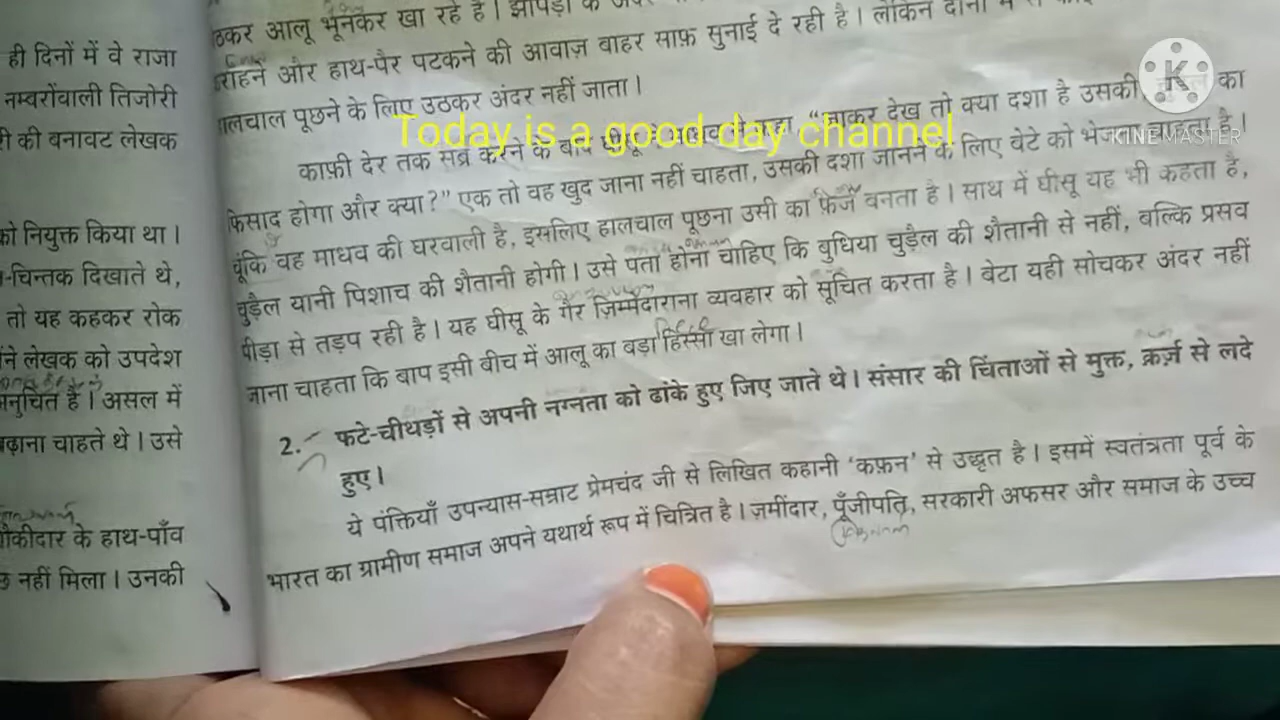 ही दिनों में वे राजा
नम्बरोंवाली तिजोरी
की बनावट लेखक
को नियुक्त किया था।
चिन्तक दिखाते थे,
तो यह कहकर रोक
लेखक को उपदेश
अनुचित है। असल में
बढ़ाना चाहते थे। उसे
चौकीदार के हाथ-पाँव
नहीं मिला। उनकी
आलू भूनकर खा रहे हैं। झोंपड़ी के
और हाथ-पैर पटकने की आवाज़ बाहर साफ़ सुनाई दे रही है। लेकिन दोनों में से
हालचाल पूछने के लिए उठकर अंदर नहीं जाता।
काफ़ी देर तक सब्र करने के बाद देख तो क्या दशा है उसकी का
फिसाद होगा और क्या?” एक तो वह खुद जाना नहीं चाहता, उसकी दशा जानने के लिए बेटे को भेजना चाहता है।
चूंकि वह माधव की घरवाली है, इसलिए हालचाल पूछना उसी का फ़र्ज बनता है। साथ में घीसू यह भी कहता है,
चुड़ैल यानी पिशाच की शैतानी होगी। उसे पता होना चाहिए कि बुधिया चुड़ैल की शैतानी से नहीं, बल्कि प्रसव
पीड़ा से तड़प रही है। यह घीसू के गैर ज़िम्मेदाराना व्यवहार को सूचित करता है। बेटा यही सोचकर अंदर नहीं
जाना चाहता कि बाप इसी बीच में आलू का बड़ा हिस्सा खा लेगा।
2. फटे-चीथड़ों से अपनी नग्नता को ढांके हुए जिए जाते थे। संसार की चिंताओं से मुक्त, क़र्ज़ से लदे
हुए।
ये पंक्तियाँ उपन्यास-सम्राट प्रेमचंद जी से लिखित कहानी ‘कफ़न’ से उद्धृत है। इसमें स्वतंत्रता पूर्व के
भारत का ग्रामीण समाज अपने यथार्थ रूप में चित्रित है। ज़मींदार, पूँजीपति, सरकारी अफसर और समाज के उच्च
Today is a good day channel
K
KINEMASTER